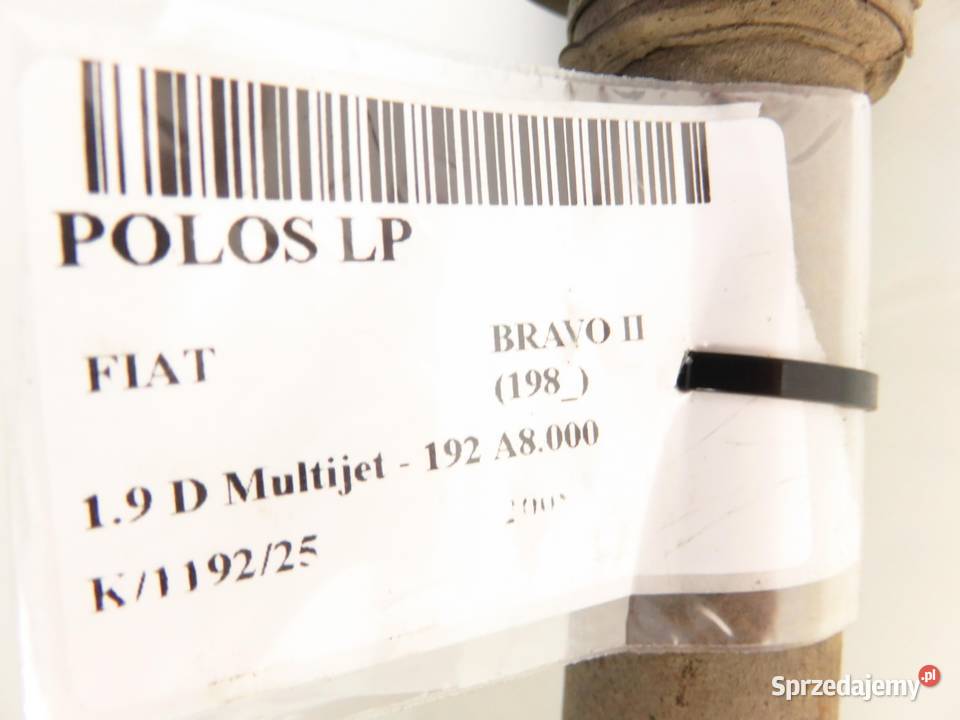 POLOS LP
FIAT
BRAVO II
(198_)
1.9 D Multijet - 192 A8.000
K/1192/25
Sprzedajemy.pl